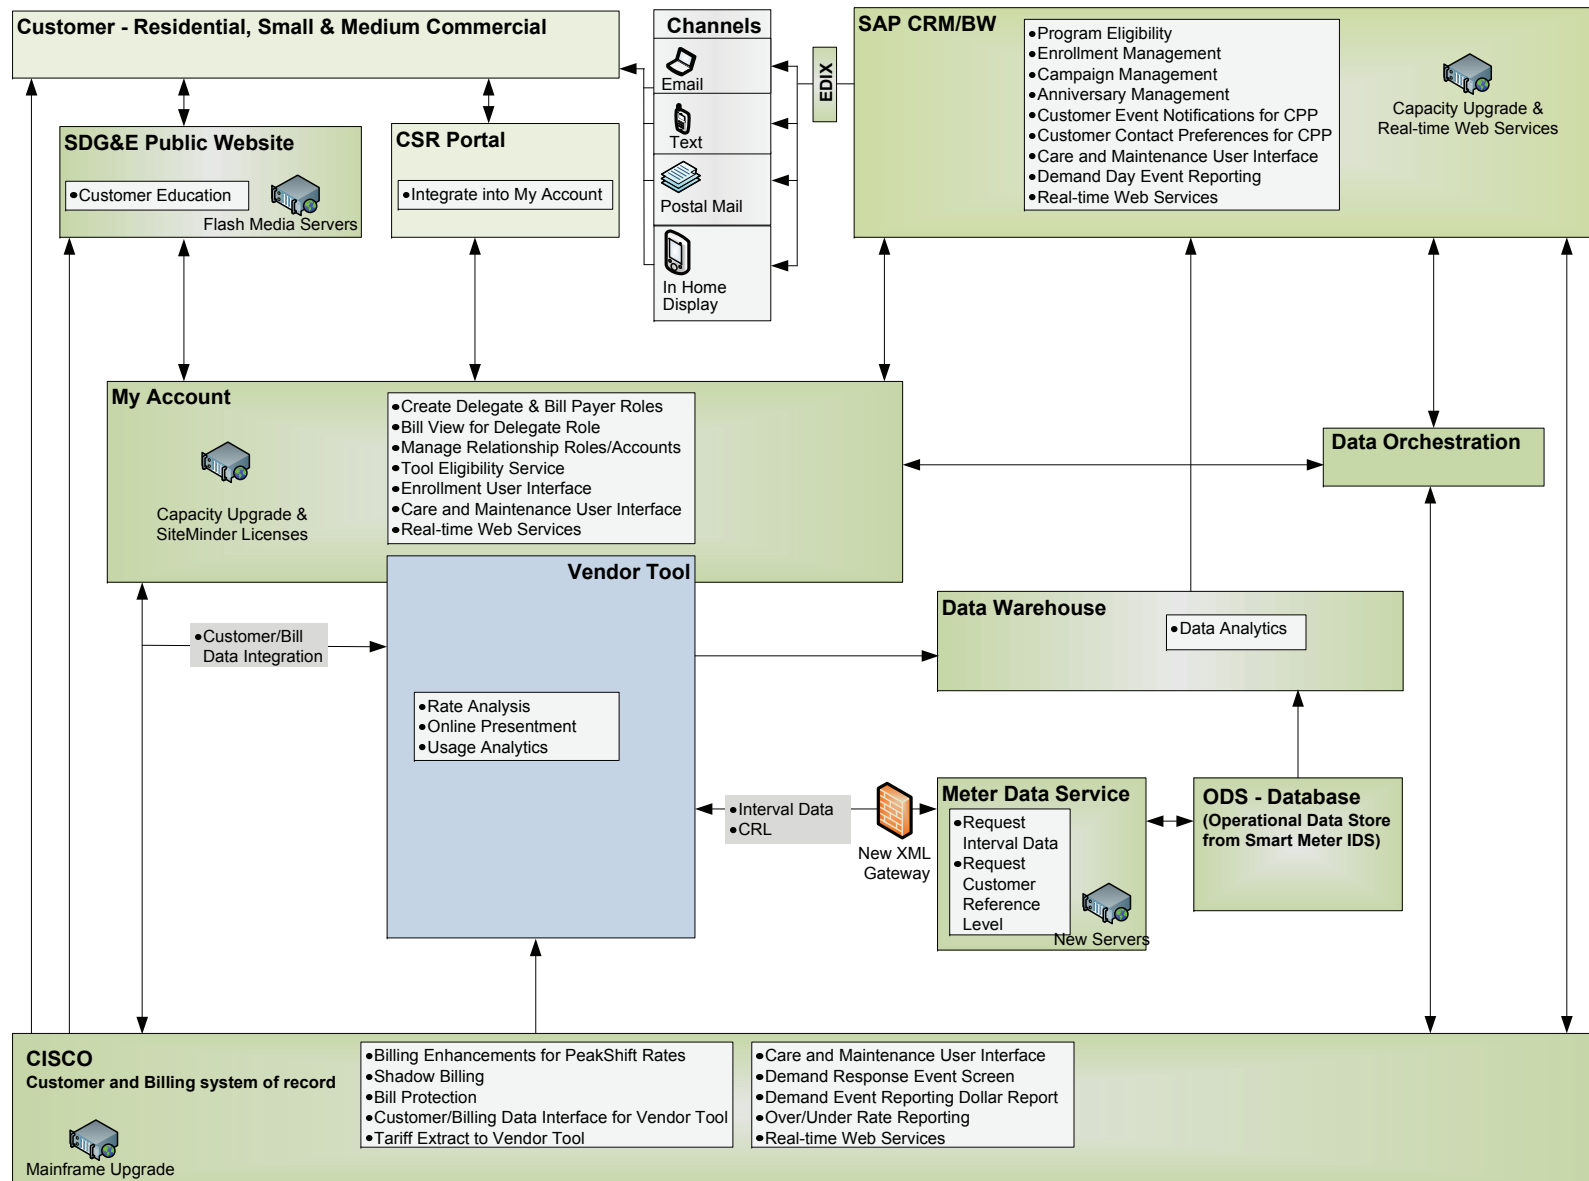 Customer - Residential, Small & Medium Commercial
Channels
Email
Text
Postal Mail
In Home
Display
EDIX
SAP CRM/BW
•Program Eligibility
•Enrollment Management
•Campaign Management
•Anniversary Management
•Customer Event Notifications for CPP
•Customer Contact Preferences for CPP
•Care and Maintenance User Interface
•Demand Day Event Reporting
•Real-time Web Services
Capacity Upgrade &
Real-time Web Services
SDG&E Public Website
•Customer Education
Flash Media Servers
CSR Portal
•Integrate into My Account
My Account
Capacity Upgrade &
SiteMinder Licenses
•Create Delegate & Bill Payer Roles
•Bill View for Delegate Role
•Manage Relationship Roles/Accounts
•Tool Eligibility Service
•Enrollment User Interface
•Care and Maintenance User Interface
•Real-time Web Services
Data Orchestration
Vendor Tool
•Rate Analysis
•Online Presentment
•Usage Analytics
•Customer/Bill
Data Integration
Data Warehouse
•Data Analytics
•Interval Data
•CRL
New XML
Gateway
Meter Data Service
•Request
Interval Data
•Request
Customer
Reference
Level
New Servers
ODS - Database
(Operational Data Store
from Smart Meter IDS)
CISCO
Customer and Billing system of record
Mainframe Upgrade
•Billing Enhancements for PeakShift Rates
•Shadow Billing
•Bill Protection
•Customer/Billing Data Interface for Vendor Tool
•Tariff Extract to Vendor Tool
•Care and Maintenance User Interface
•Demand Response Event Screen
•Demand Event Reporting Dollar Report
•Over/Under Rate Reporting
•Real-time Web Services